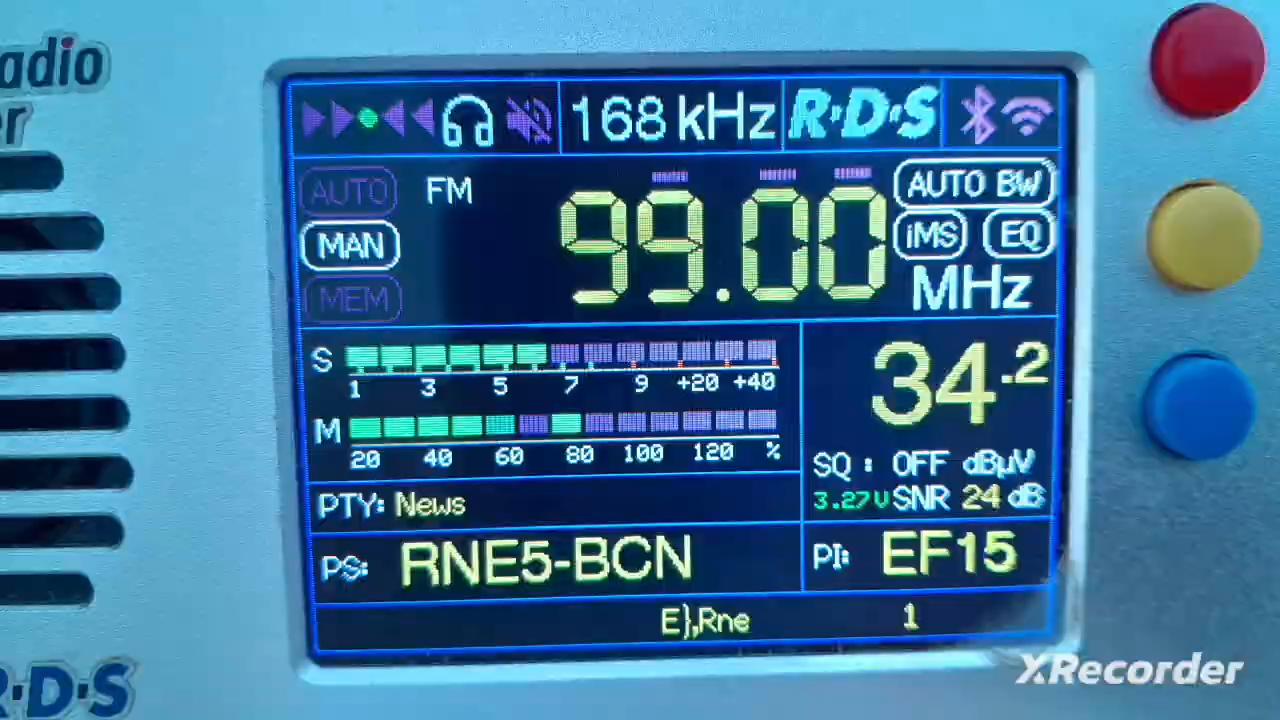 adio
er
168 kHz R·D·S
AUTO FM 99.00 AUTO BW
MAN iMS EQ
MEM MHz
S
1 3 5 7 9 +20 +40
34.2
M
20 40 60 80 100 120 %
SQ : OFF dBµV
3.27V SNR 24 dB
PTY: News
PS: RNE5-BCN PI: EF15
E},Rne 1
R·D·S
XRecorder